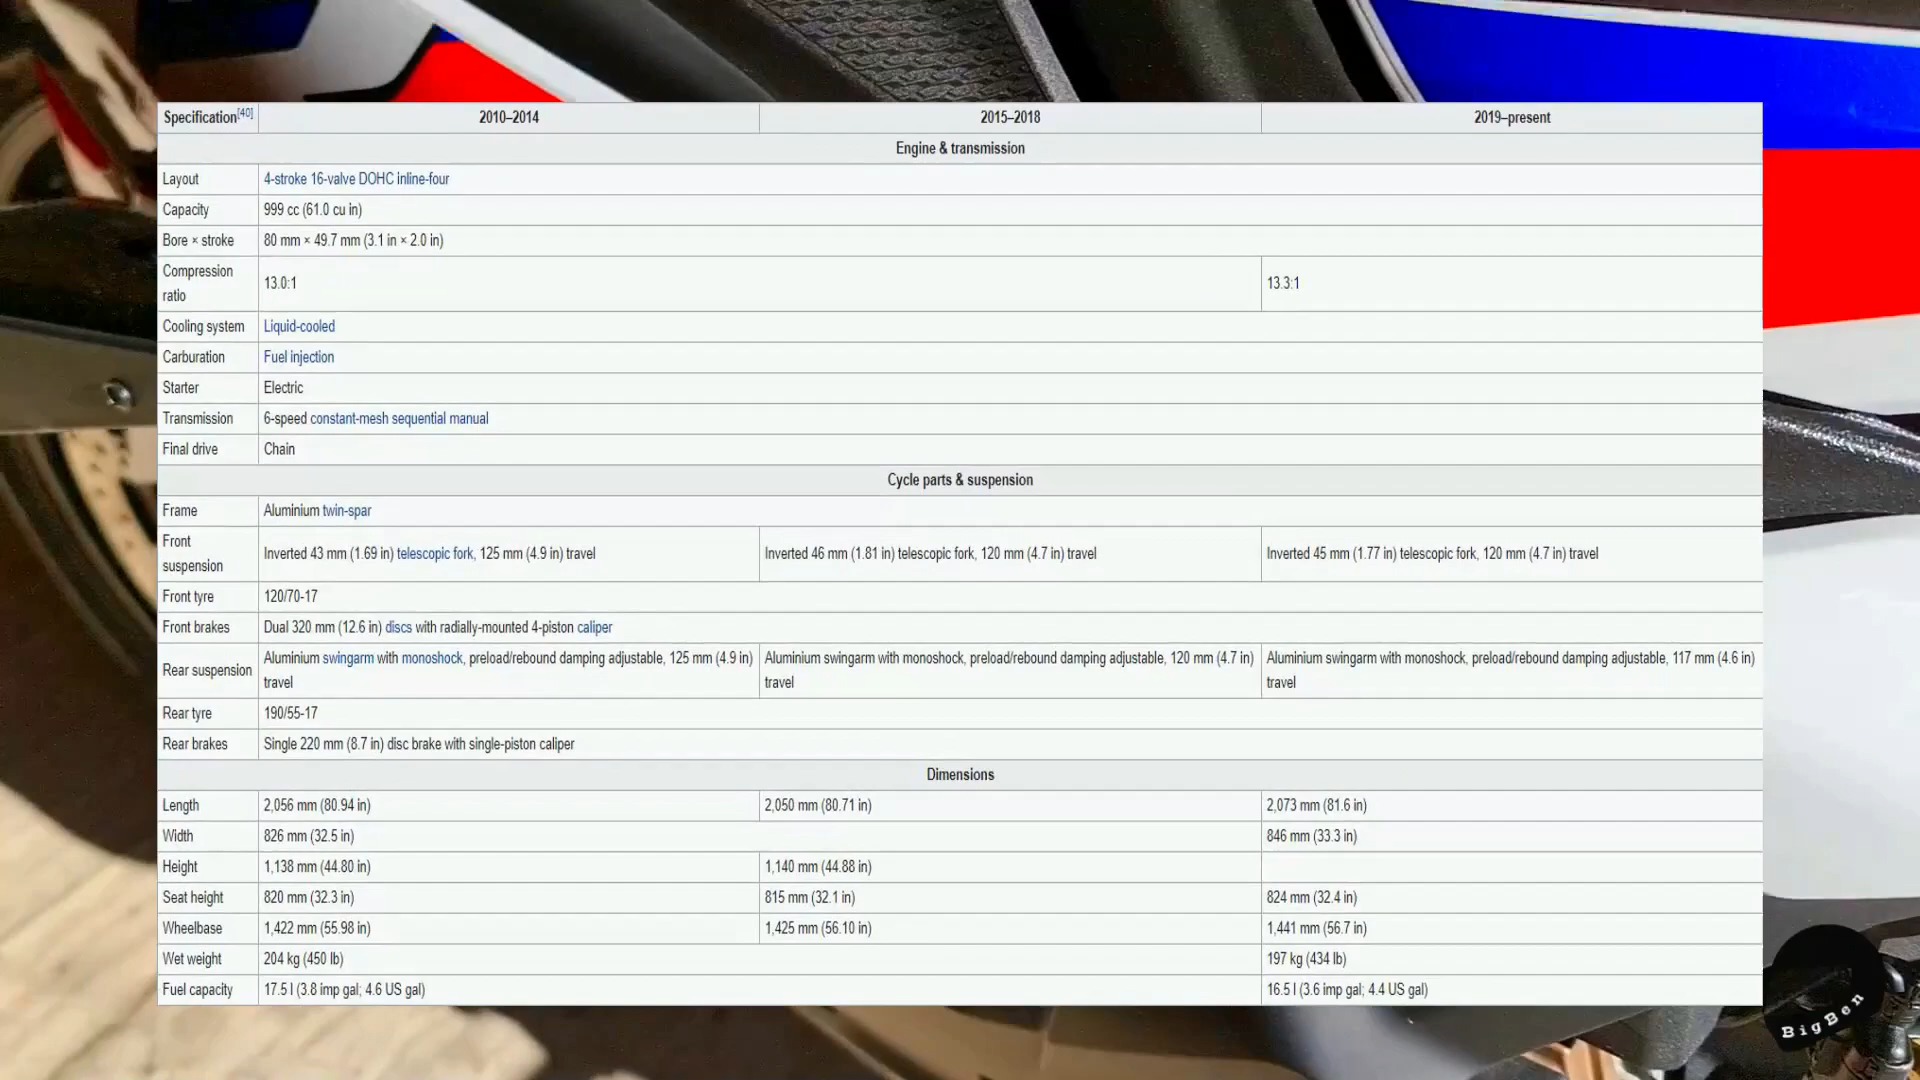 Specification[40] 2010–2014 2015–2018 2019–present
Engine & transmission
Layout 4-stroke 16-valve DOHC inline-four
Capacity 999 cc (61.0 cu in)
Bore × stroke 80 mm × 49.7 mm (3.1 in × 2.0 in)
Compression
ratio 13.0:1 13.3:1
Cooling system Liquid-cooled
Carburation Fuel injection
Starter Electric
Transmission 6-speed constant-mesh sequential manual
Final drive Chain
Cycle parts & suspension
Frame Aluminium twin-spar
Front
suspension Inverted 43 mm (1.69 in) telescopic fork, 125 mm (4.9 in) travel Inverted 46 mm (1.81 in) telescopic fork, 120 mm (4.7 in) travel Inverted 45 mm (1.77 in) telescopic fork, 120 mm (4.7 in) travel
Front tyre 120/70-17
Front brakes Dual 320 mm (12.6 in) discs with radially-mounted 4-piston caliper
Rear suspension Aluminium swingarm with monoshock, preload/rebound damping adjustable, 125 mm (4.9 in) Aluminium swingarm with monoshock, preload/rebound damping adjustable, 120 mm (4.7 in) Aluminium swingarm with monoshock, preload/rebound damping adjustable, 117 mm (4.6 in)
travel travel travel
Rear tyre 190/55-17
Rear brakes Single 220 mm (8.7 in) disc brake with single-piston caliper
Dimensions
Length 2,056 mm (80.94 in) 2,050 mm (80.71 in) 2,073 mm (81.6 in)
Width 826 mm (32.5 in) 846 mm (33.3 in)
Height 1,138 mm (44.80 in) 1,140 mm (44.88 in)
Seat height 820 mm (32.3 in) 815 mm (32.1 in) 824 mm (32.4 in)
Wheelbase 1,422 mm (55.98 in) 1,425 mm (56.10 in) 1,441 mm (56.7 in)
Wet weight 204 kg (450 lb) 197 kg (434 lb)
Fuel capacity 17.5 l (3.8 imp gal; 4.6 US gal) 16.5 l (3.6 imp gal; 4.4 US gal)
BigBen